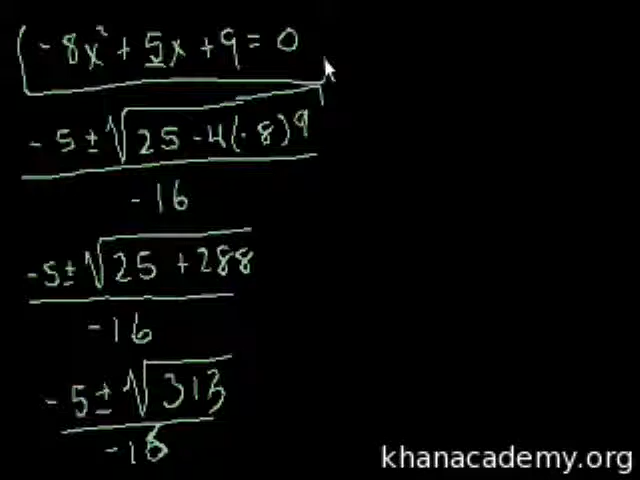 -8x² + 5x + 9 = 0
-5 ± √25 - 4(-8)9
-16
-5 ± √25 + 288
-16
-5 ± √313
-16
khanacademy.org